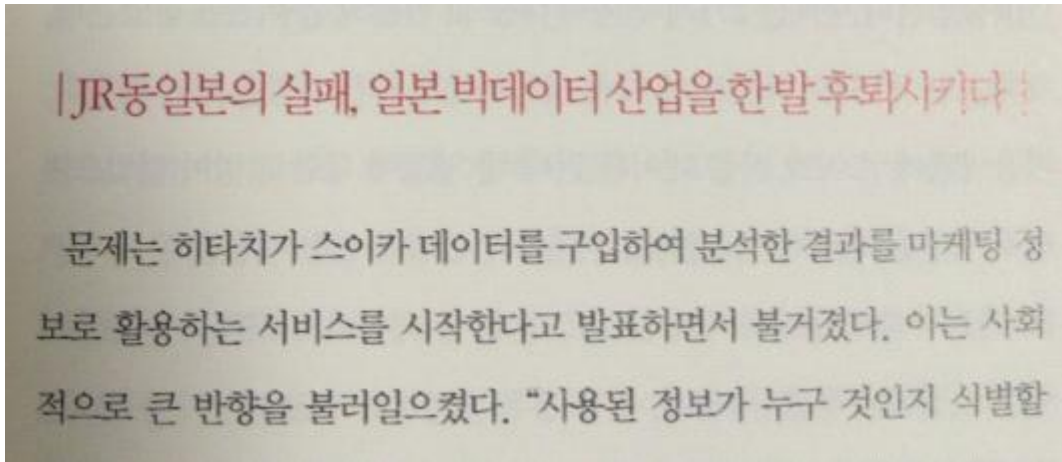 | JR동일본의 실패, 일본 빅데이터 산업을 한 발 후퇴시키다 |
문제는 히타치가 스이카 데이터를 구입하여 분석한 결과를 마케팅 정
보로 활용하는 서비스를 시작한다고 발표하면서 불거졌다. 이는 사회
적으로 큰 반향을 불러일으켰다. “사용된 정보가 누구 것인지 식별할